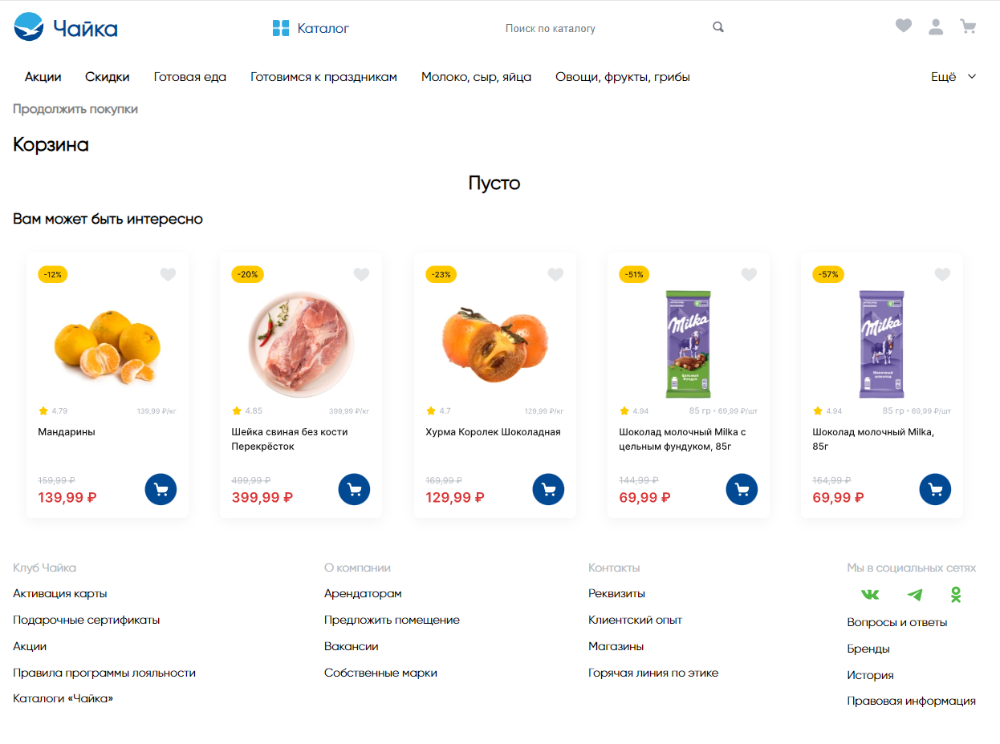 Чайка
Каталог
Поиск по каталогу
Акции
Скидки
Готовая еда
Готовимся к праздникам
Молоко, сыр, яйца
Овощи, фрукты, грибы
Ещё
Продолжить покупки
Корзина
Пусто
Вам может быть интересно
-12%
4.79
139,99 ₽/кг
Мандарины
159,99 ₽
139,99 ₽
-20%
4.85
399,99 ₽/кг
Шейка свиная без кости
Перекрёсток
499,99 ₽
399,99 ₽
-23%
4.7
129,99 ₽/кг
Хурма Королек Шоколадная
169,99 ₽
129,99 ₽
-51%
Milka
Цельный
Фундук
4.94
85 гр • 69,99 ₽/шт
Шоколад молочный Milka с
цельным фундуком, 85г
144,99 ₽
69,99 ₽
-57%
Milka
Молочный
шоколад
4.94
85 гр • 69,99 ₽/шт
Шоколад молочный Milka,
85г
164,99 ₽
69,99 ₽
Клуб Чайка
Активация карты
Подарочные сертификаты
Акции
Правила программы лояльности
Каталоги «Чайка»
О компании
Арендаторам
Предложить помещение
Вакансии
Собственные марки
Контакты
Реквизиты
Клиентский опыт
Магазины
Горячая линия по этике
Мы в социальных сетях
Вопросы и ответы
Бренды
История
Правовая информация